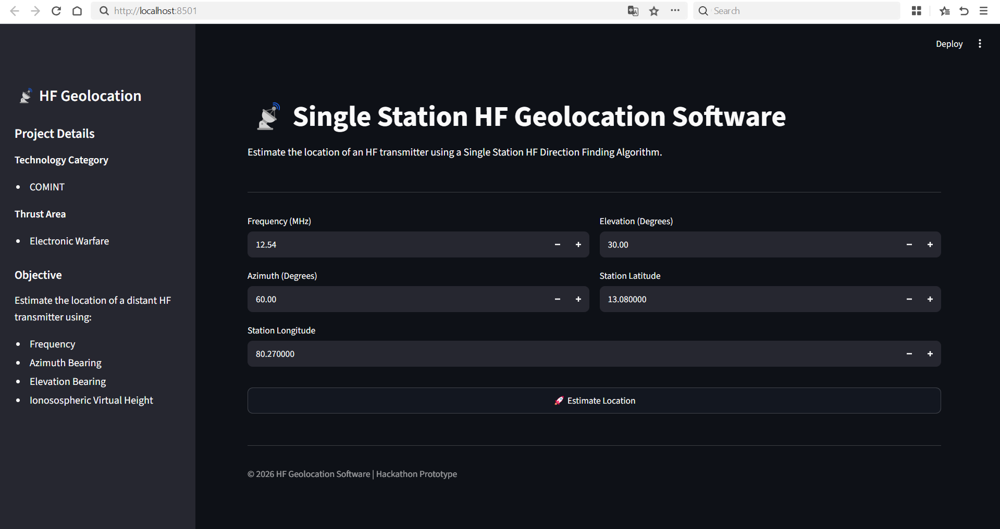 http://localhost:8501
Search
Deploy
HF Geolocation
Project Details
Technology Category
• COMINT
Thrust Area
• Electronic Warfare
Objective
Estimate the location of a distant HF
transmitter using:
• Frequency
• Azimuth Bearing
• Elevation Bearing
• Ionosospheric Virtual Height
Single Station HF Geolocation Software
Estimate the location of an HF transmitter using a Single Station HF Direction Finding Algorithm.
Frequency (MHz)
12.54
Elevation (Degrees)
30.00
Azimuth (Degrees)
60.00
Station Latitude
13.080000
Station Longitude
80.270000
🚀 Estimate Location
© 2026 HF Geolocation Software | Hackathon Prototype